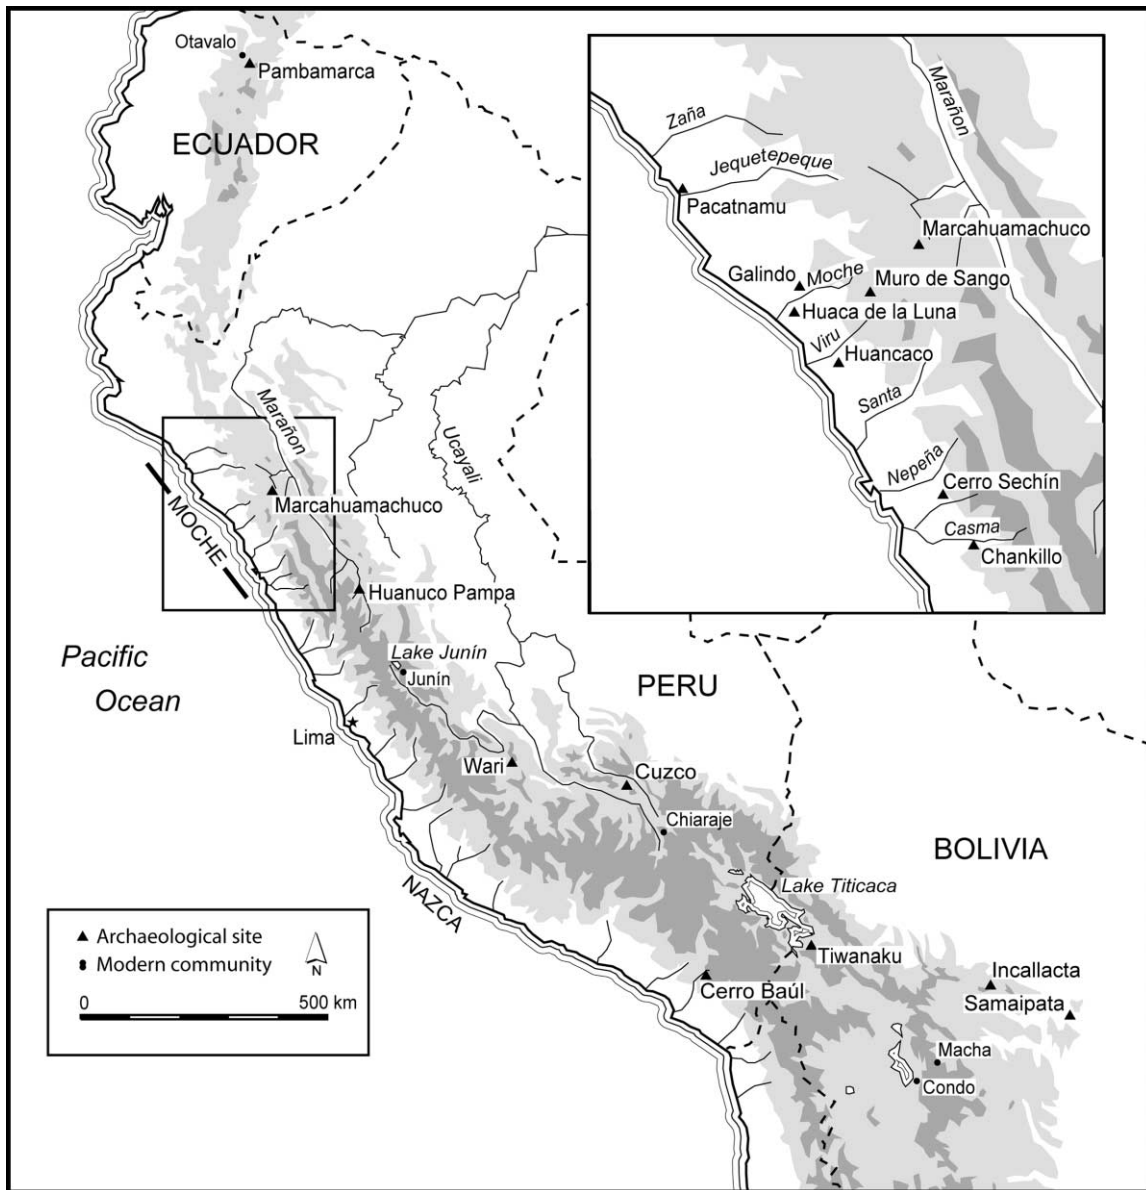 Otavalo
Pambamarca
ECUADOR
Marañon
Ucayali
Marcahuamachuco
MOCHE
Huanuco Pampa
Pacific
Ocean
Lake Junín
Junín
PERU
Lima
Wari
Cuzco
Chiaraje
BOLIVIA
NAZCA
Lake Titicaca
Tiwanaku
Cerro Baúl
Incallacta
Samaipata
Macha
Condo
Archaeological site
Modern community
N
0 500 km
Zaña
Marañon
Jequetepeque
Pacatnamu
Marcahuamachuco
Galindo
Moche
Muro de Sango
Huaca de la Luna
Viru
Huancaco
Santa
Nepeña
Cerro Sechín
Casma
Chankillo